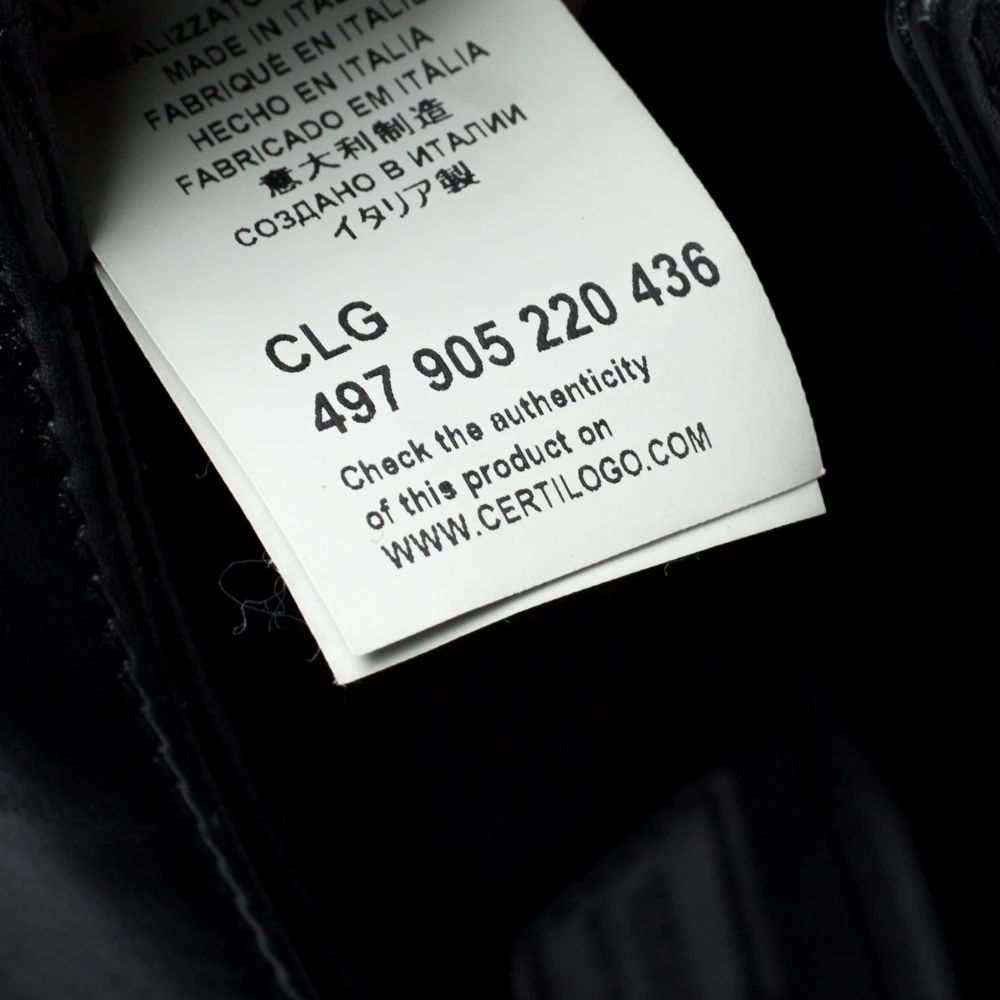 MADE IN ITALIA
FABRIQUÉ EN ITALIE
HECHO EN ITALIA
FABRICADO EM ITÁLIA
意大利制造
СОЗДАНО В ИТАЛИИ
イタリア製
CLG
497 905 220 436
Check the authenticity
of this product on
WWW.CERTILOGO.COM